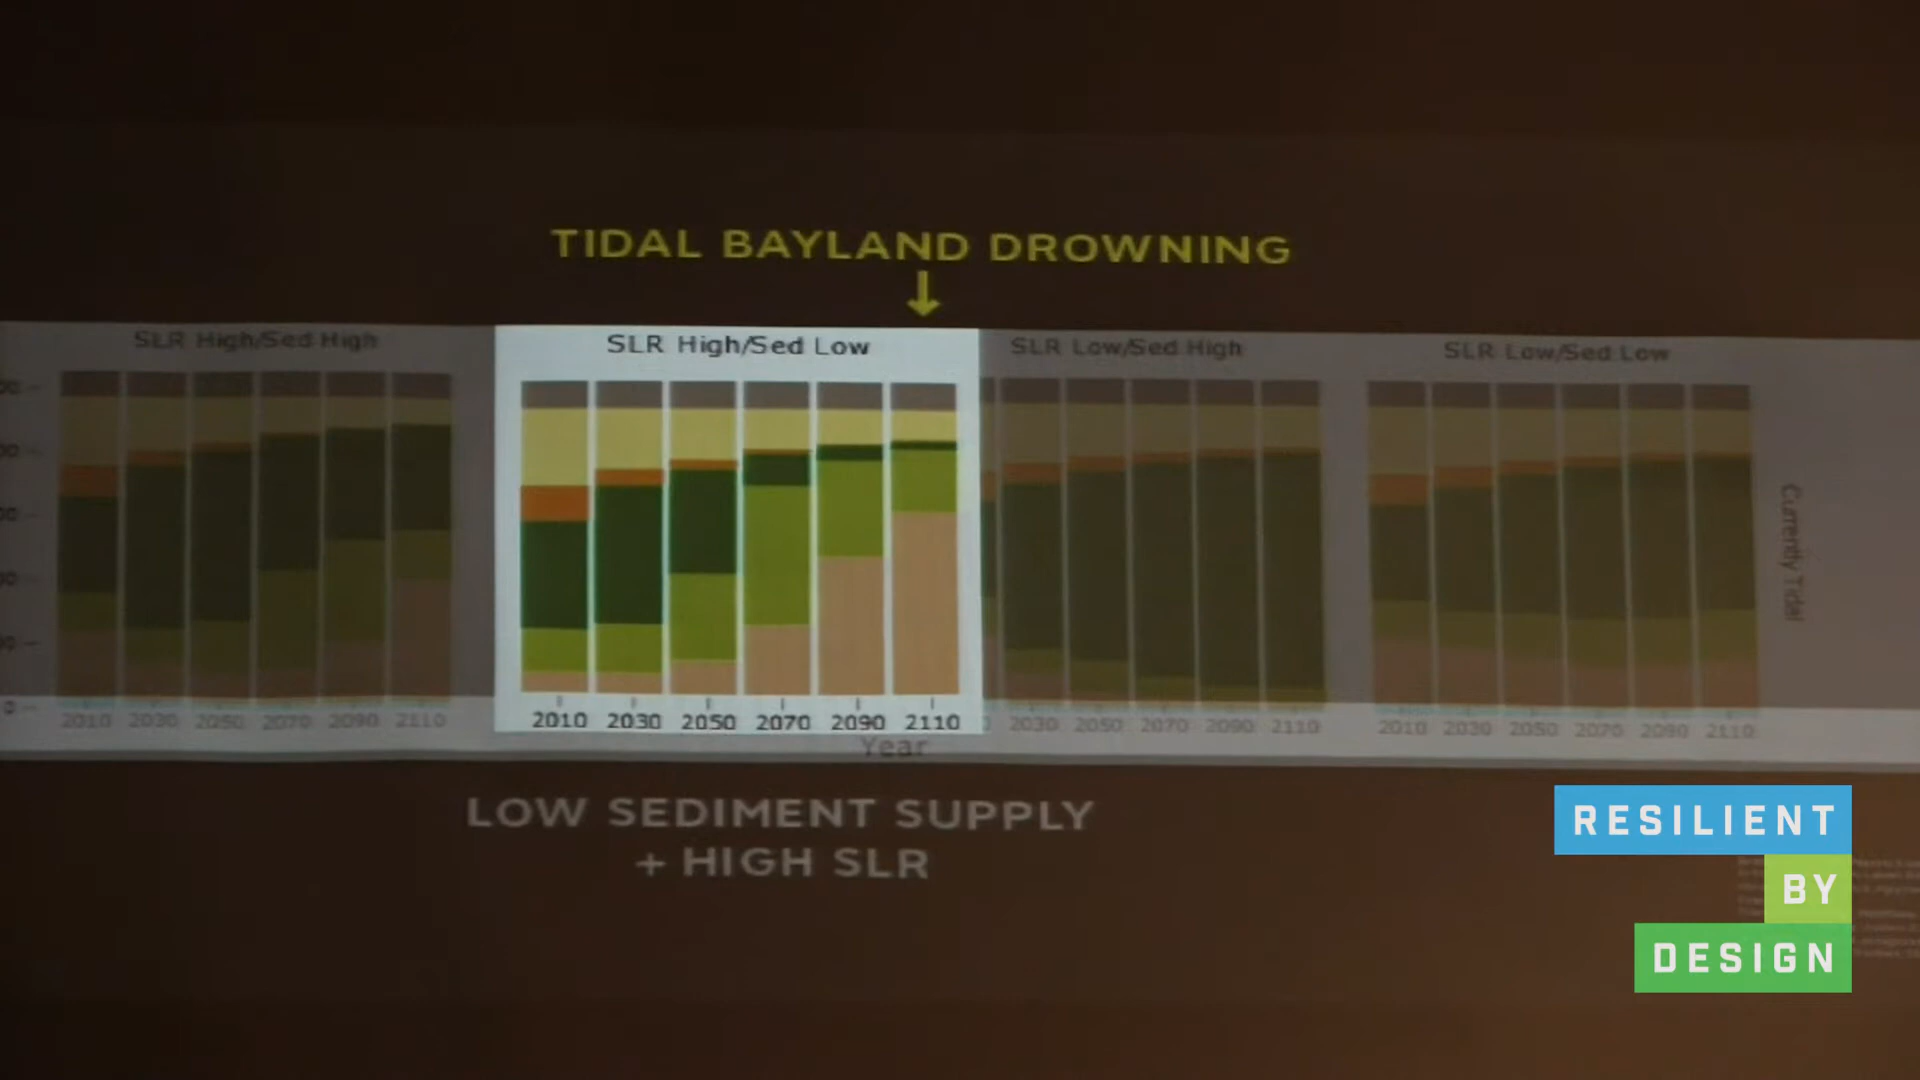 TIDAL BAYLAND DROWNING
SLR High/Sed High
SLR High/Sed Low
SLR Low/Sed High
SLR Low/Sed Low
Currently Tidal
0
2010 2030 2050 2070 2090 2110
2010 2030 2050 2070 2090 2110
2030 2050 2070 2090 2110
2010 2030 2050 2070 2090 2110
Year
LOW SEDIMENT SUPPLY
+ HIGH SLR
RESILIENT
BY
DESIGN